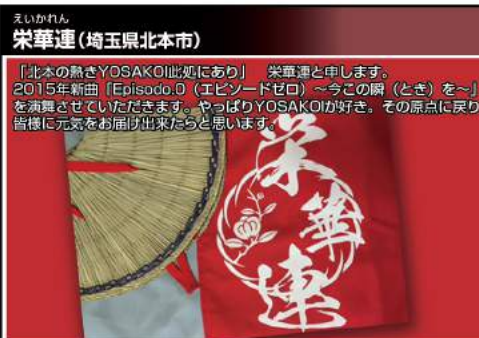 えいかれん
栄華連(埼玉県北本市)
「北本の熱きYOSAKOI此処にあり」 栄華連と申します。
2015年新曲『Episodo.0(エピソードゼロ)~今この瞬(とき)を~』
を演舞させていただきます。やっぱりYOSAKOIが好き。その原点に戻り
皆様に元気をお届け出来たらと思います。
栄華連